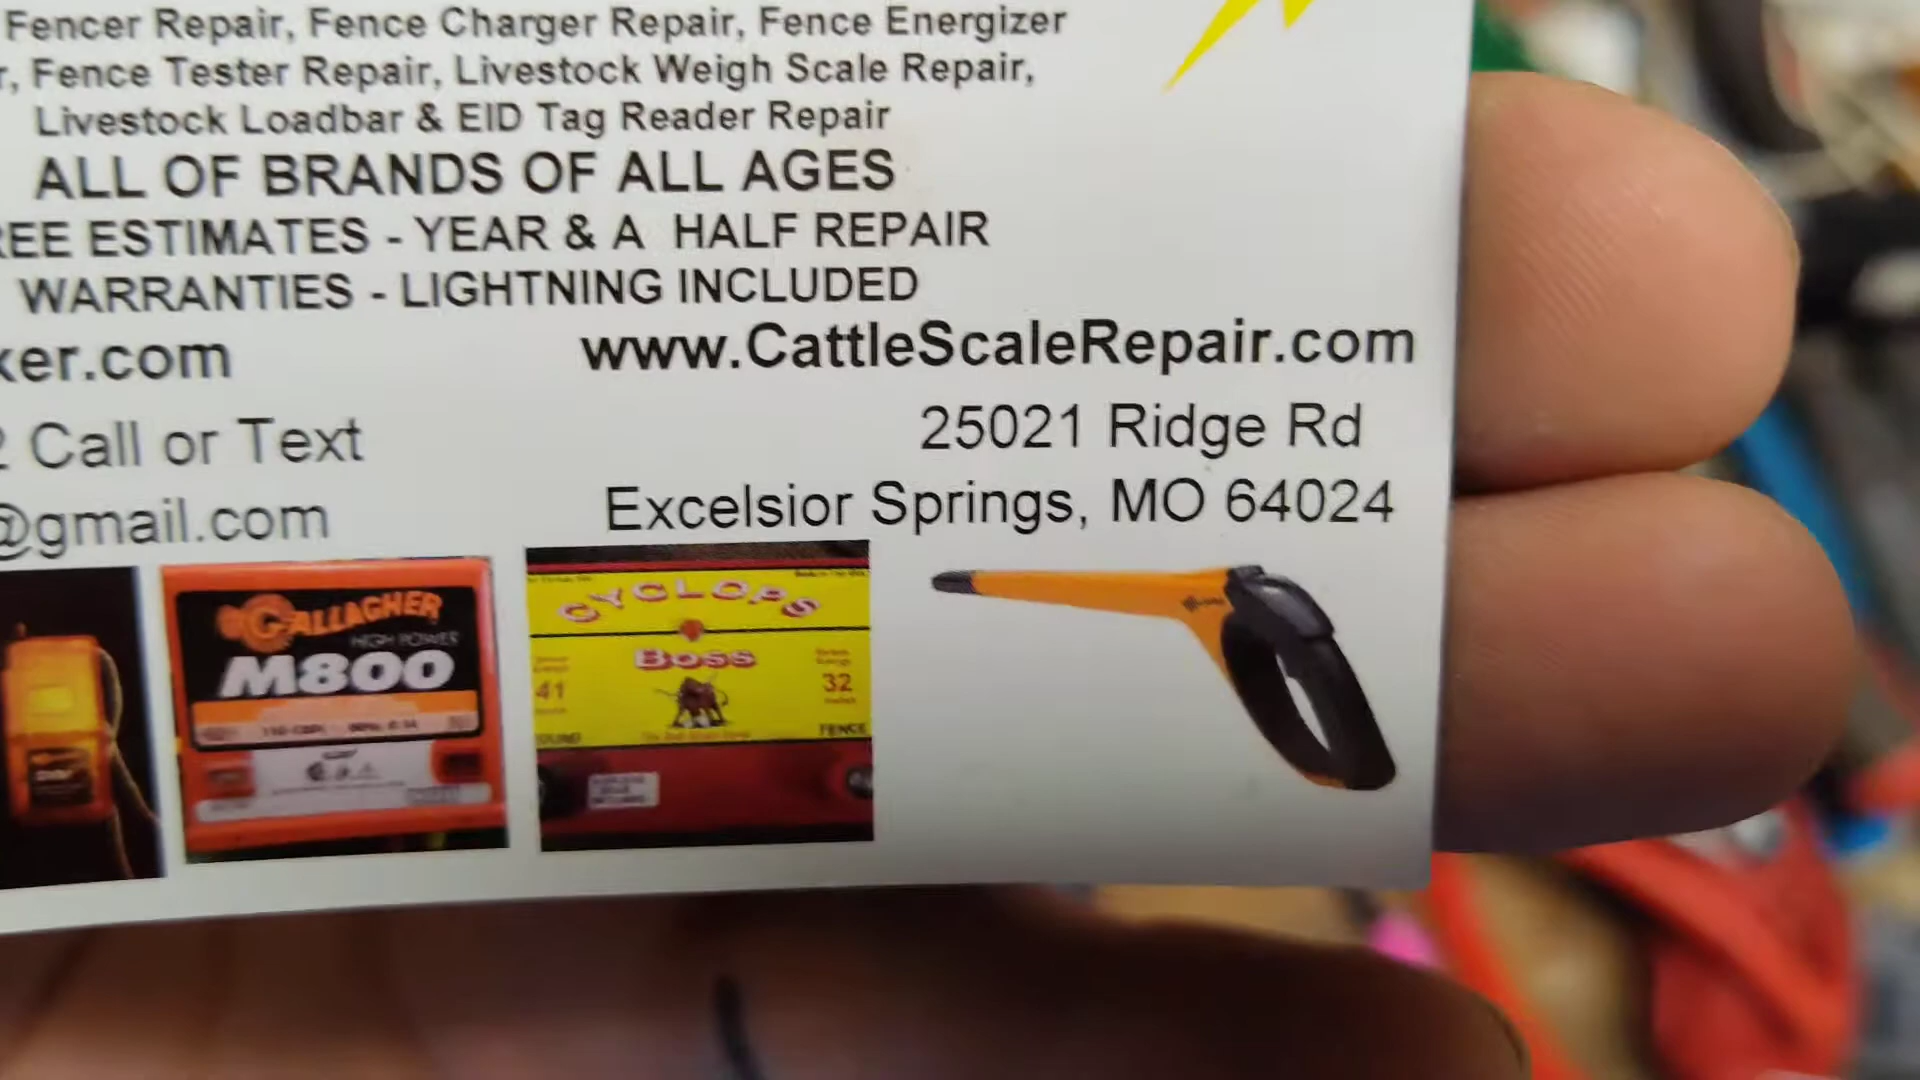 Fencer Repair, Fence Charger Repair, Fence Energizer
r, Fence Tester Repair, Livestock Weigh Scale Repair,
Livestock Loadbar & EID Tag Reader Repair
ALL OF BRANDS OF ALL AGES
REE ESTIMATES - YEAR & A HALF REPAIR
WARRANTIES - LIGHTNING INCLUDED
ker.com
www.CattleScaleRepair.com
2 Call or Text
25021 Ridge Rd
@gmail.com
Excelsior Springs, MO 64024
GALLAGHER
HIGH POWER
M800
CYCLOPS
BOSS
41
32
FENCE